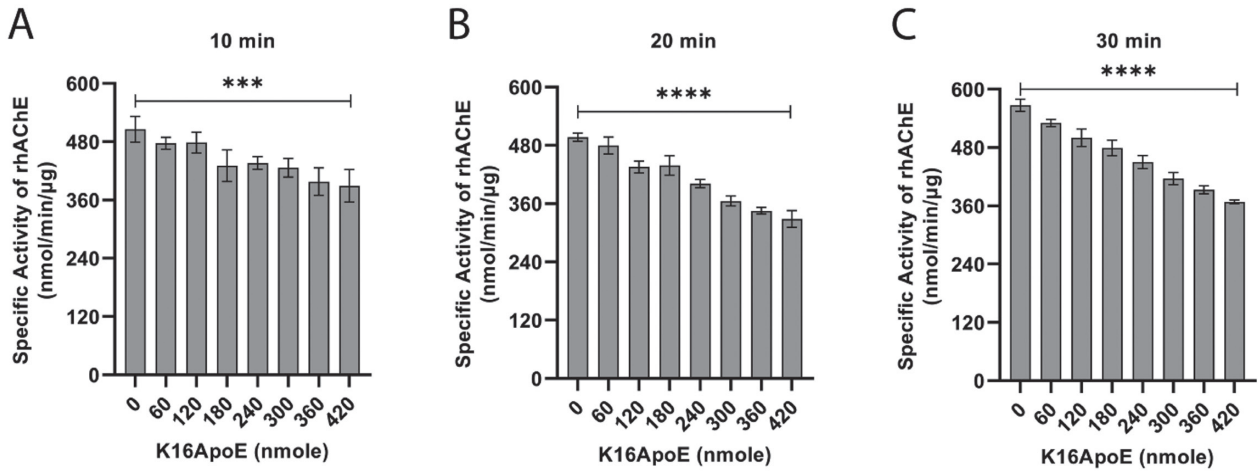 A
10 min
***
Specific Activity of rhAChE
(nmol/min/µg)
600
480
360
240
120
0
0 60 120 180 240 300 360 420
K16ApoE (nmole)
B
20 min
****
Specific Activity of rhAChE
(nmol/min/µg)
600
480
360
240
120
0
0 60 120 180 240 300 360 420
K16ApoE (nmole)
C
30 min
****
Specific Activity of rhAChE
(nmol/min/µg)
600
480
360
240
120
0
0 60 120 180 240 300 360 420
K16ApoE (nmole)